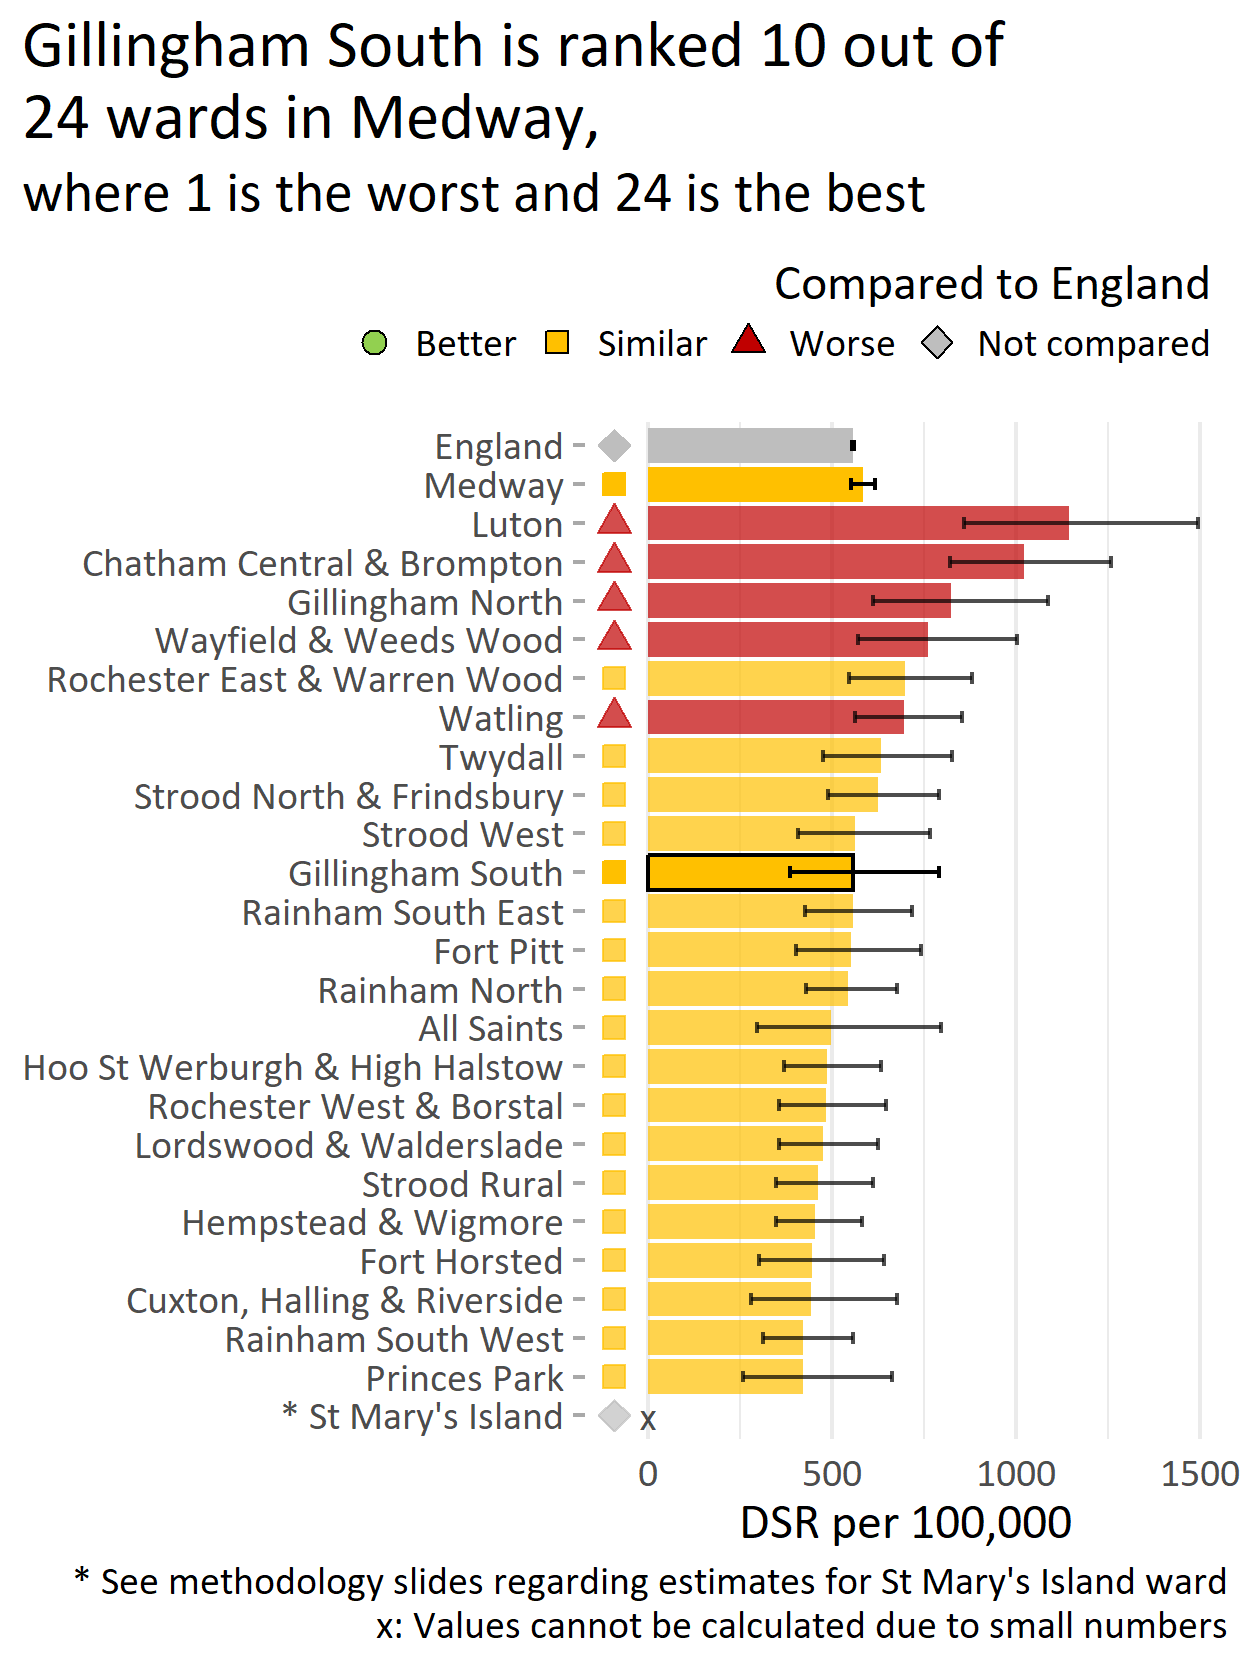 Gillingham South is ranked 10 out of
24 wards in Medway,
where 1 is the worst and 24 is the best
Compared to England
Better Similar Worse Not compared
England
Medway
Luton
Chatham Central & Brompton
Gillingham North
Wayfield & Weeds Wood
Rochester East & Warren Wood
Watling
Twydall
Strood North & Frindsbury
Strood West
Gillingham South
Rainham South East
Fort Pitt
Rainham North
All Saints
Hoo St Werburgh & High Halstow
Rochester West & Borstal
Lordswood & Walderslade
Strood Rural
Hempstead & Wigmore
Fort Horsted
Cuxton, Halling & Riverside
Rainham South West
Princes Park
* St Mary's Island x
0 500 1000 1500
DSR per 100,000
* See methodology slides regarding estimates for St Mary's Island ward
x: Values cannot be calculated due to small numbers